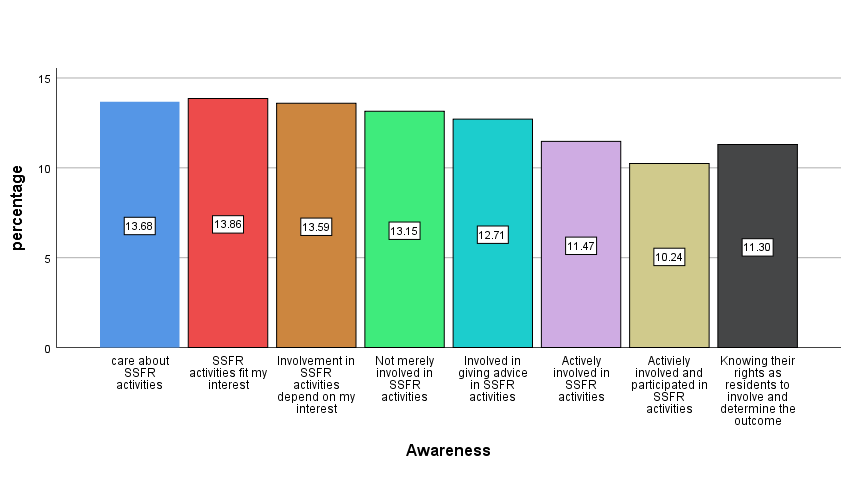 15
10
5
0
percentage
13.68
13.86
13.59
13.15
12.71
11.47
10.24
11.30
care about
SSFR
activities
SSFR
activities fit my
interest
Involvement in
SSFR
activities
depend on my
interest
Not merely
involved in
SSFR
activities
Involved in
giving advice
in SSFR
activities
Actively
involved in
SSFR
activities
Activiely
involved and
participated in
SSFR
activities
Knowing their
rights as
residents to
involve and
determine the
outcome
Awareness